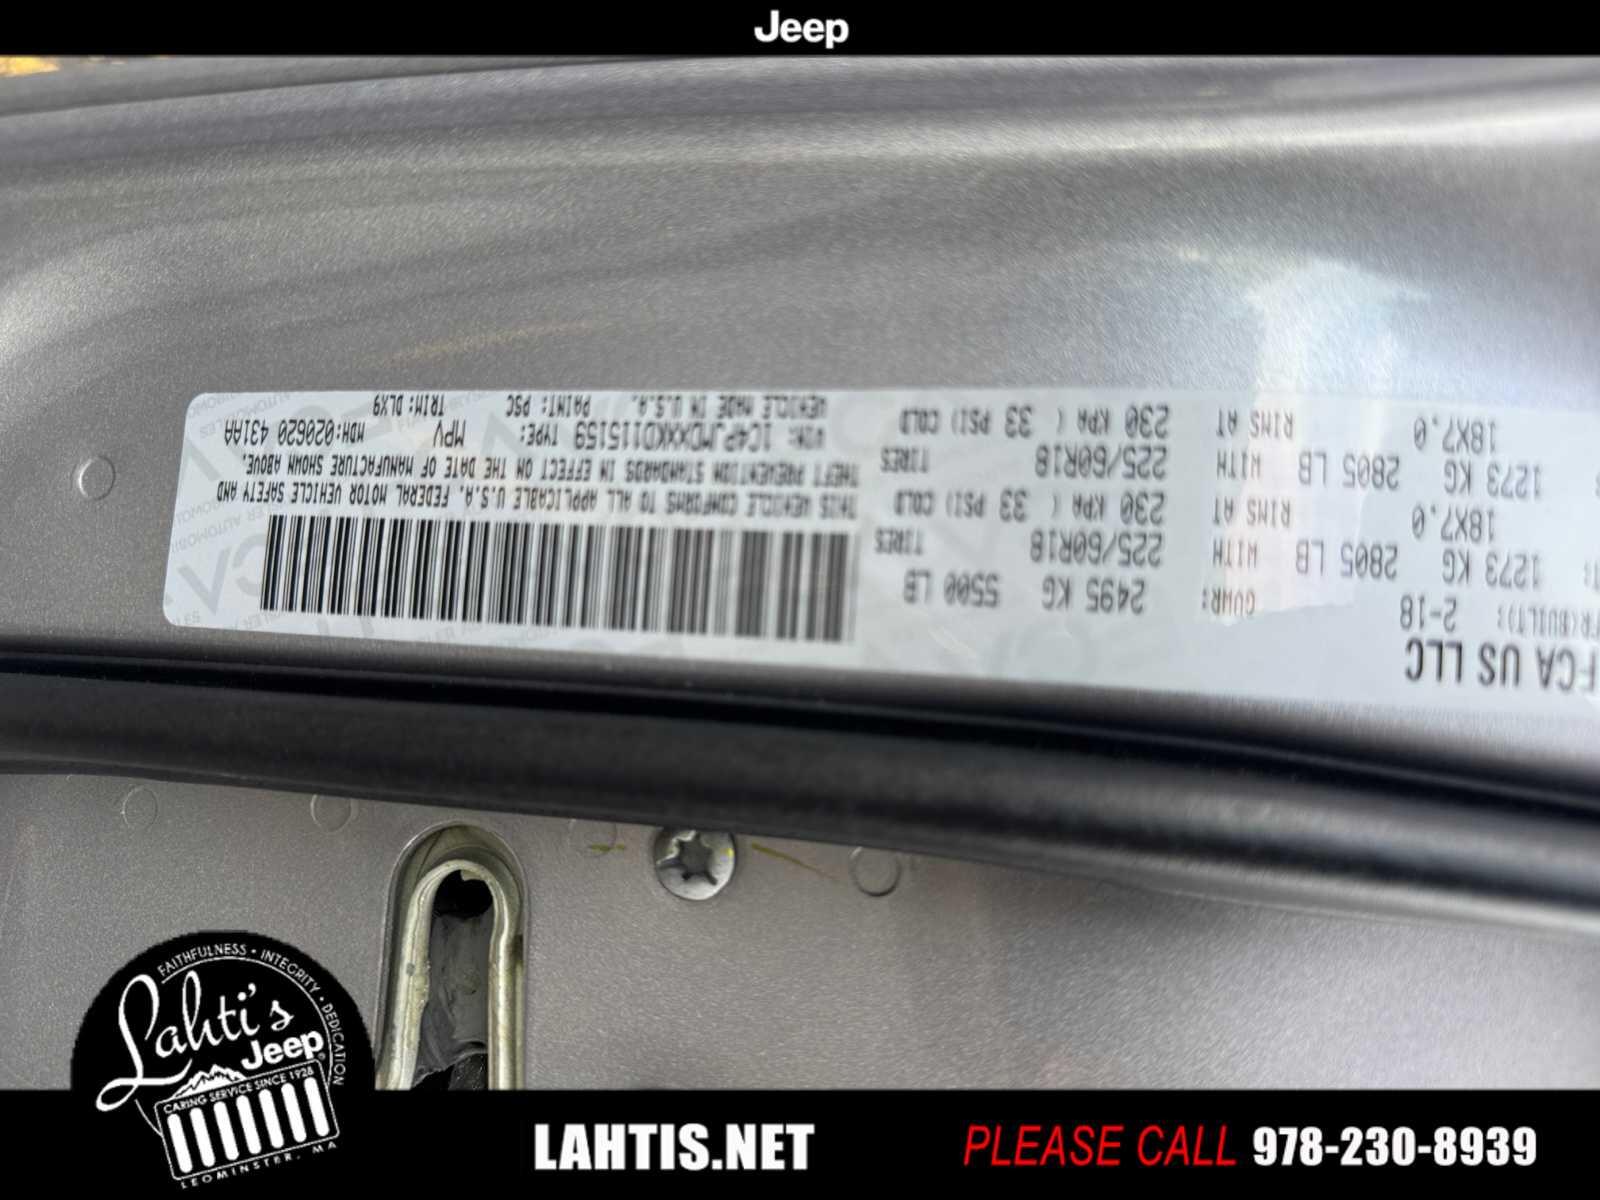 Jeep
FCA US LLC
2-18
GVWR: 2495 KG 5500 LB
1273 KG 2805 LB WITH 225/60R18 TIRES
18X7.0 RIMS AT 230 KPA ( 33 PSI) COLD
1273 KG 2805 LB WITH 225/60R18 TIRES
18X7.0 RIMS AT 230 KPA ( 33 PSI) COLD
THIS VEHICLE CONFORMS TO ALL APPLICABLE U.S.A. FEDERAL MOTOR VEHICLE SAFETY AND
THEFT PREVENTION STANDARDS IN EFFECT ON THE DATE OF MANUFACTURE SHOWN ABOVE.
VIN: 1C4PJMDXXKD115159 TYPE: MPV MDH:020620 431AA
VEHICLE MADE IN U.S.A. PAINT: PSC TRIM: DLX9
FAITHFULNESS • INTEGRITY • DEDICATION
Lahti's
Jeep
CARING SERVICE SINCE 1928
LEOMINSTER, MA
LAHTIS.NET
PLEASE CALL 978-230-8939